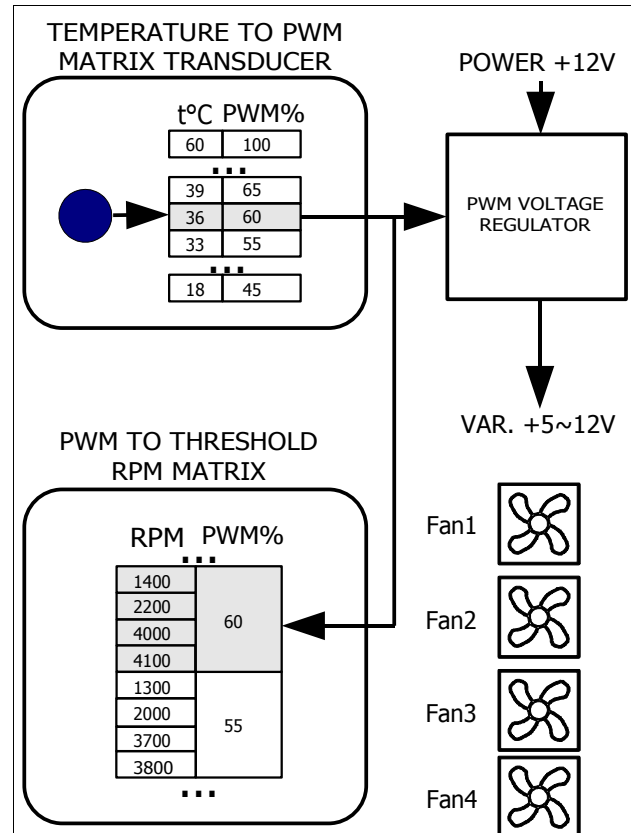 TEMPERATURE TO PWM
MATRIX TRANSDUCER
t°C PWM%
60 100
...
39 65
36 60
33 55
...
18 45
POWER +12V
PWM VOLTAGE
REGULATOR
VAR. +5~12V
PWM TO THRESHOLD
RPM MATRIX
RPM PWM%
...
1400
2200
60
4000
4100
1300
2000
55
3700
3800
...
Fan1
Fan2
Fan3
Fan4